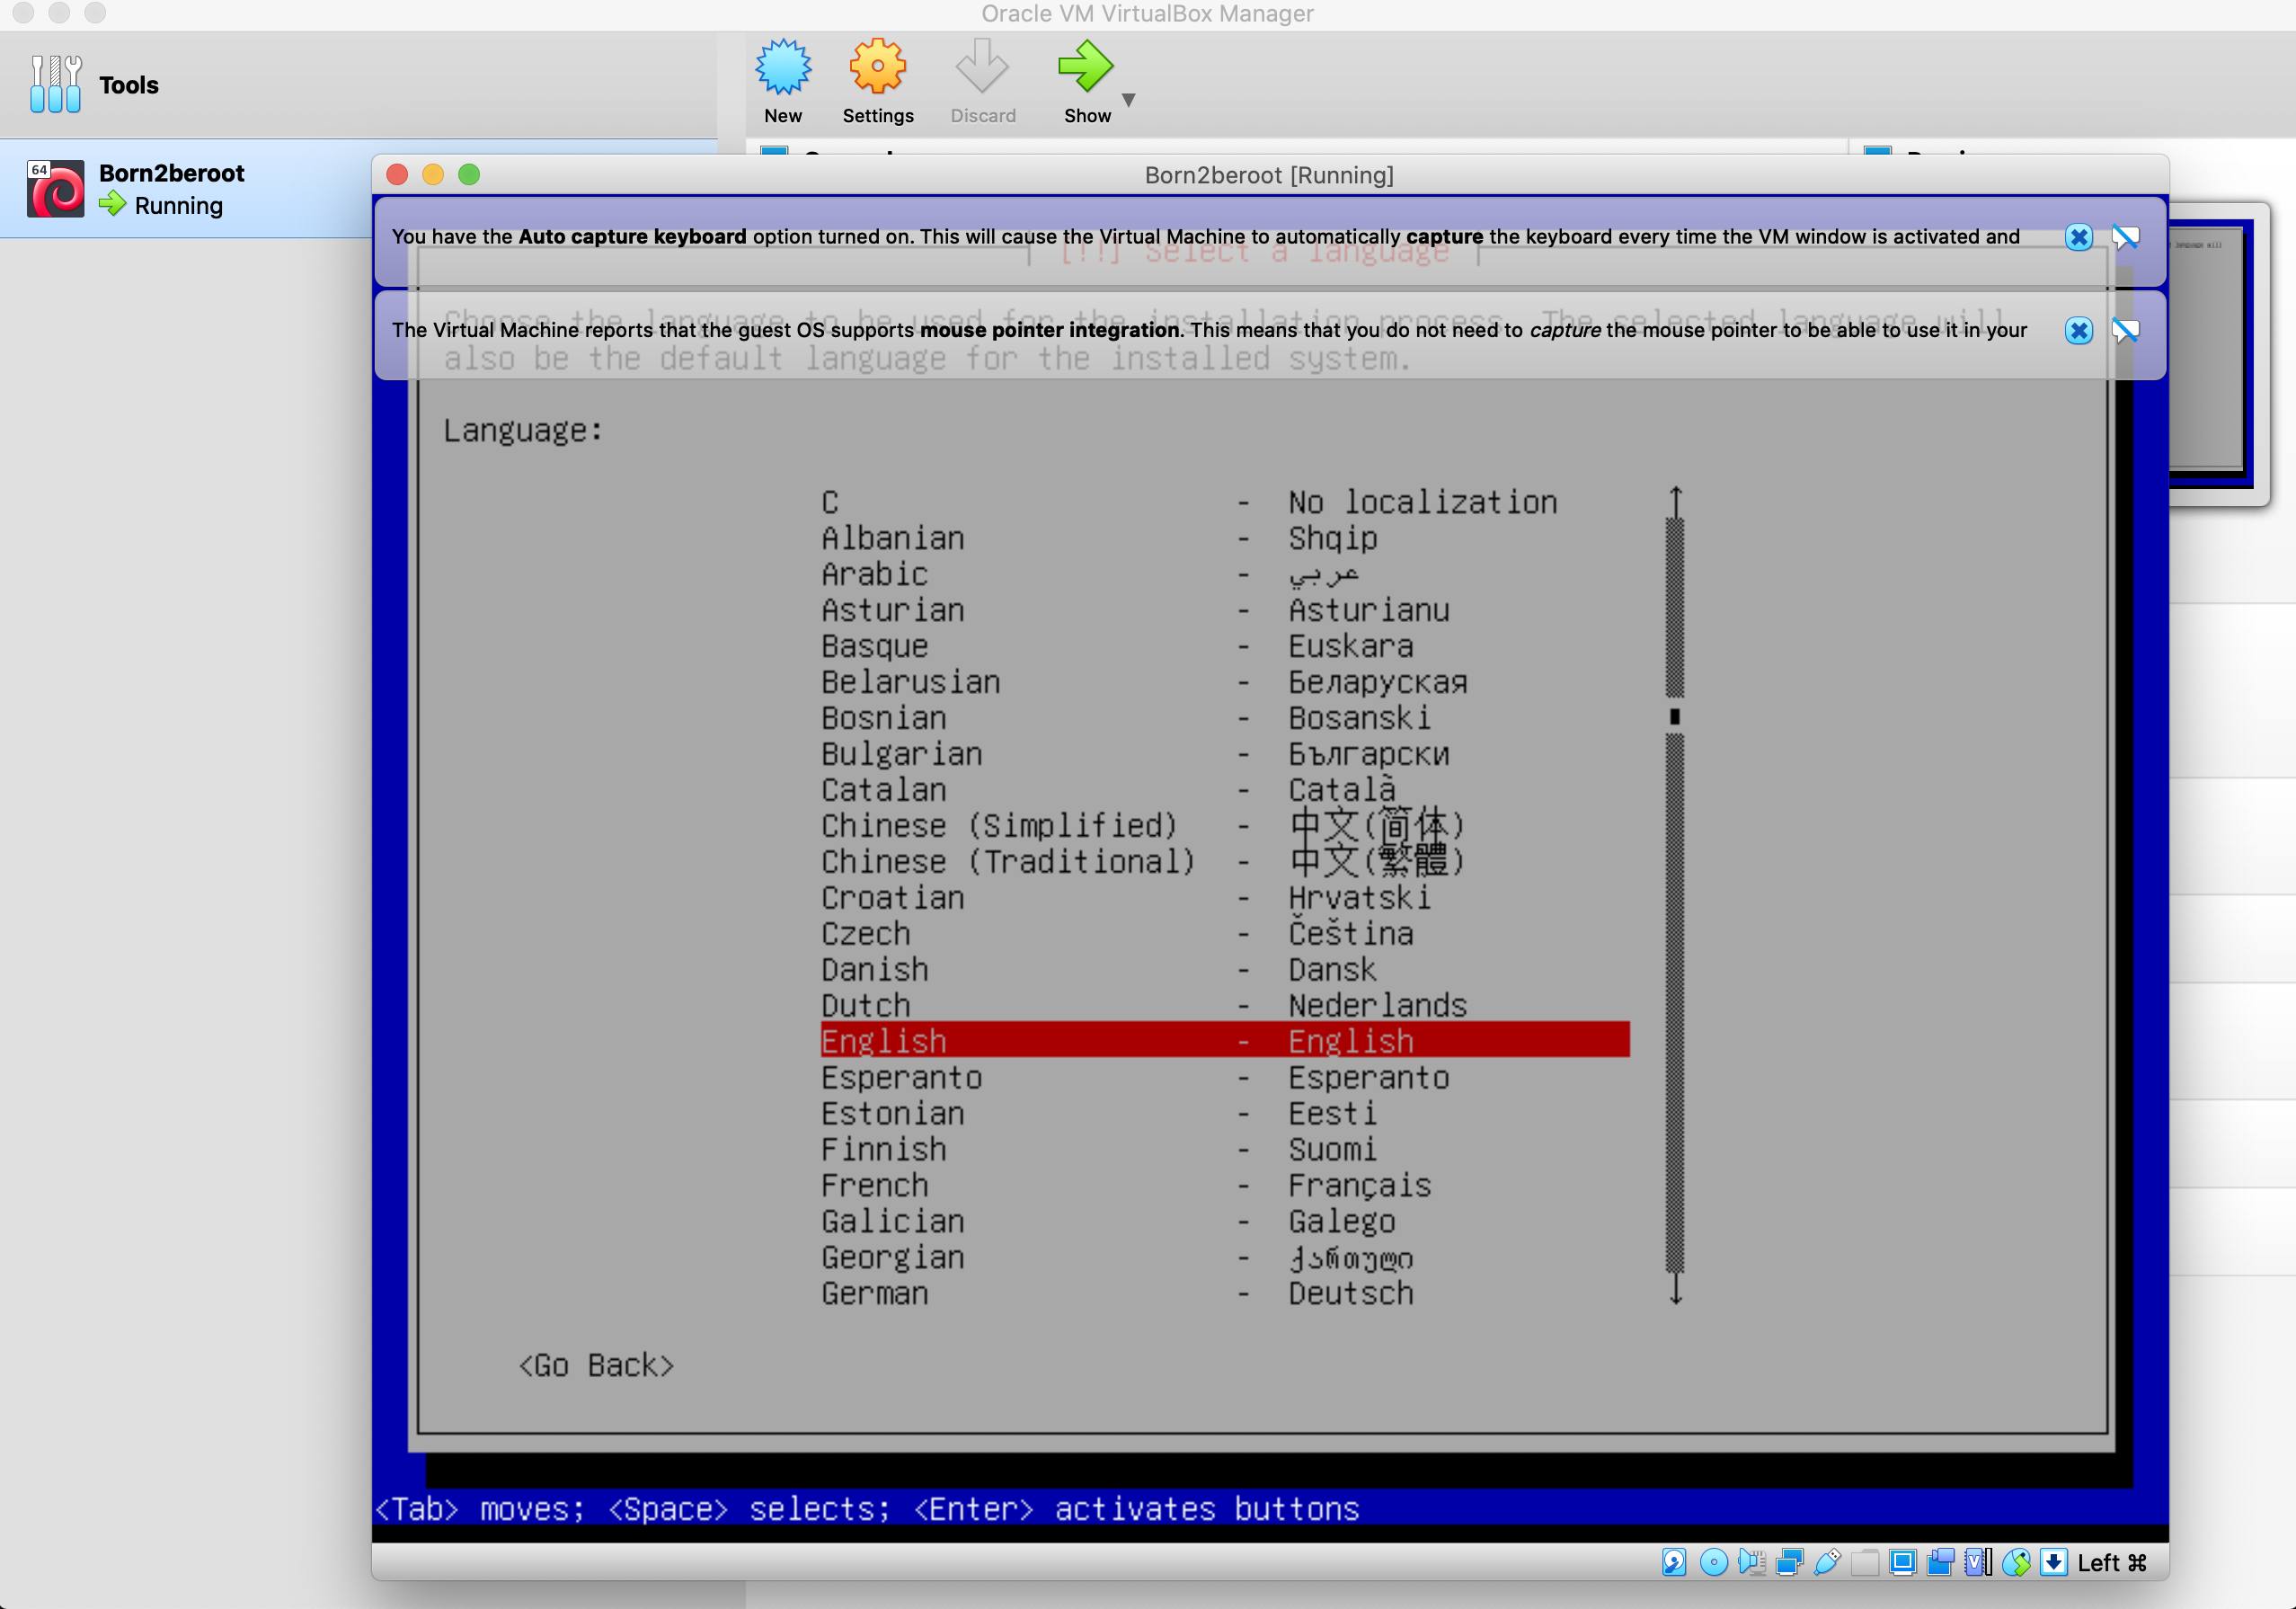 Oracle VM VirtualBox Manager
Tools
New
Settings
Discard
Show
64
Born2beroot
Running
Born2beroot [Running]
You have the Auto capture keyboard option turned on. This will cause the Virtual Machine to automatically capture the keyboard every time the VM window is activated and
[!!] Select a language
Choose the language to be used for the installation process. The selected language will
The Virtual Machine reports that the guest OS supports mouse pointer integration. This means that you do not need to capture the mouse pointer to be able to use it in your
also be the default language for the installed system.
Language:
C - No localization
Albanian - Shqip
Arabic - عربي
Asturian - Asturianu
Basque - Euskara
Belarusian - Беларуская
Bosnian - Bosanski
Bulgarian - Български
Catalan - Català
Chinese (Simplified) - 中文(简体)
Chinese (Traditional) - 中文(繁體)
Croatian - Hrvatski
Czech - Čeština
Danish - Dansk
Dutch - Nederlands
English - English
Esperanto - Esperanto
Estonian - Eesti
Finnish - Suomi
French - Français
Galician - Galego
Georgian - ქართული
German - Deutsch
<Go Back>
<Tab> moves; <Space> selects; <Enter> activates buttons
Left ⌘